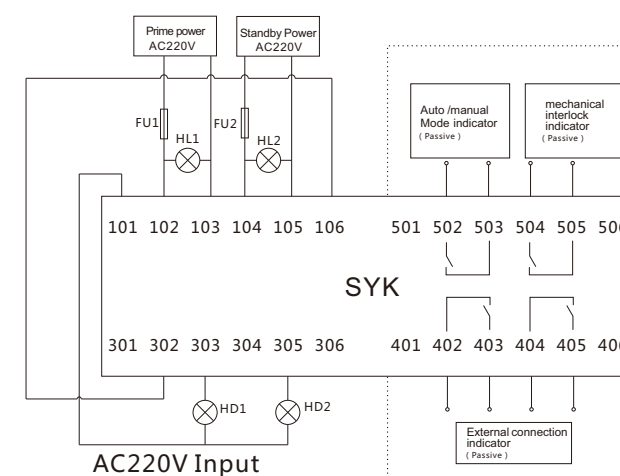 Prime power
AC220V
Standby Power
AC220V
Auto /manual
Mode indicator
( Passive )
mechanical
interlock
indicator
( Passive )
FU1
HL1
FU2
HL2
101 102 103 104 105 106 501 502 503 504 505 506
SYK
301 302 303 304 305 306 401 402 403 404 405 406
HD1
HD2
External connection
indicator
( Passive )
AC220V Input